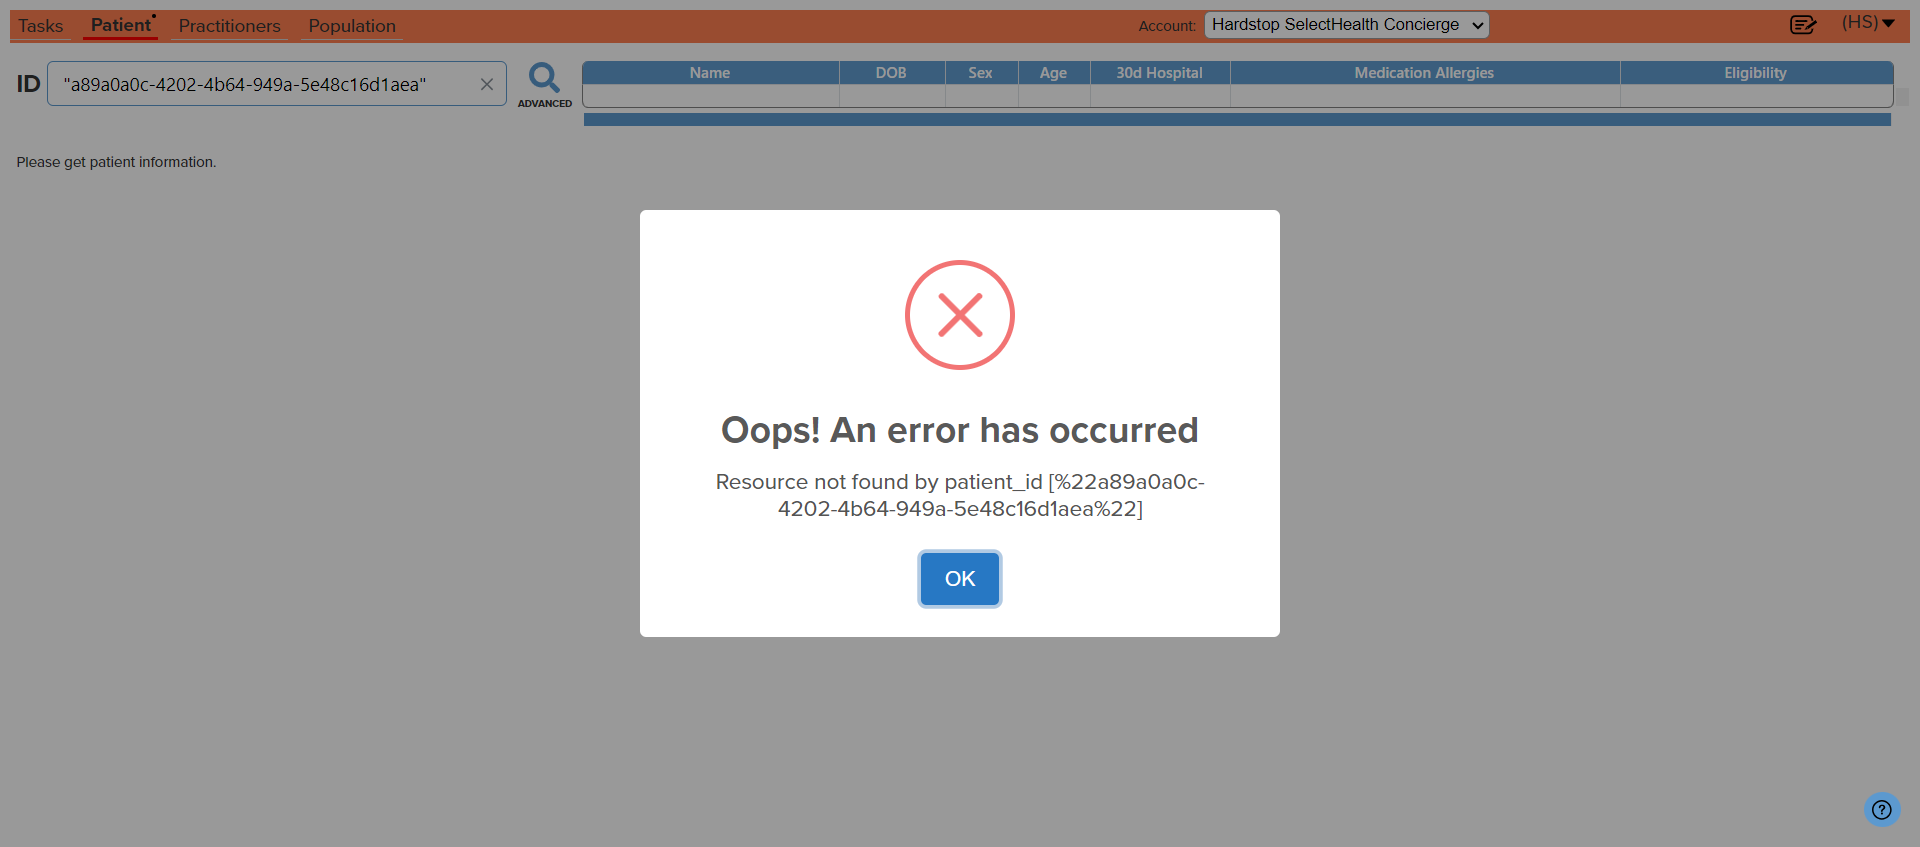 Tasks Patient Practitioners Population Account: Hardstop SelectHealth Concierge (HS)
ID "a89a0a0c-4202-4b64-949a-5e48c16d1aea"
ADVANCED
Name DOB Sex Age 30d Hospital Medication Allergies Eligibility
Please get patient information.
Oops! An error has occurred
Resource not found by patient_id [%22a89a0a0c-
4202-4b64-949a-5e48c16d1aea%22]
OK
?